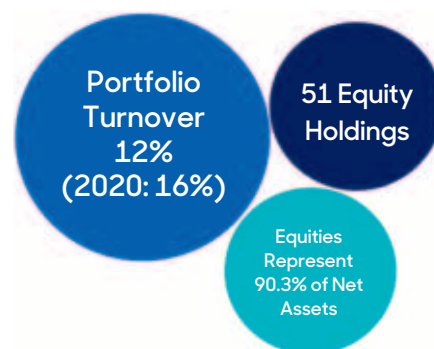 Portfolio
Turnover
12%
(2020: 16%)
51 Equity
Holdings
Equities
Represent
90.3% of Net
Assets